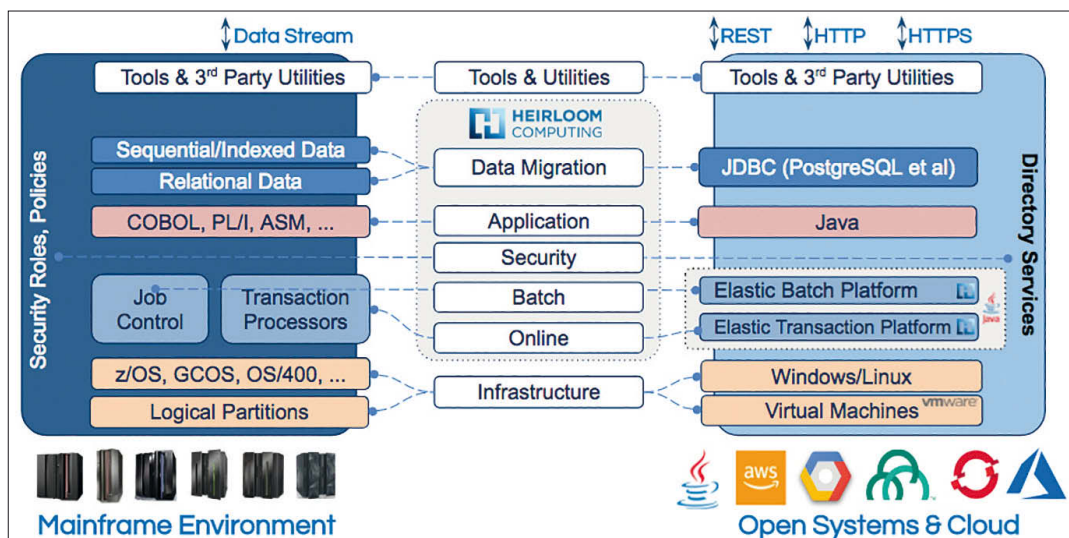 Data Stream
REST
HTTP
HTTPS
Tools & 3rd Party Utilities
Tools & Utilities
Tools & 3rd Party Utilities
HEIRLOOM
COMPUTING
Security Roles, Policies
Sequential/Indexed Data
Relational Data
Data Migration
JDBC (PostgreSQL et al)
COBOL, PL/I, ASM, ...
Application
Java
Security
Directory Services
Job
Control
Transaction
Processors
Batch
Online
Elastic Batch Platform
Elastic Transaction Platform
Java
z/OS, GCOS, OS/400, ...
Logical Partitions
Infrastructure
Windows/Linux
Virtual Machines
vmware
Java
aws
Mainframe Environment
Open Systems & Cloud